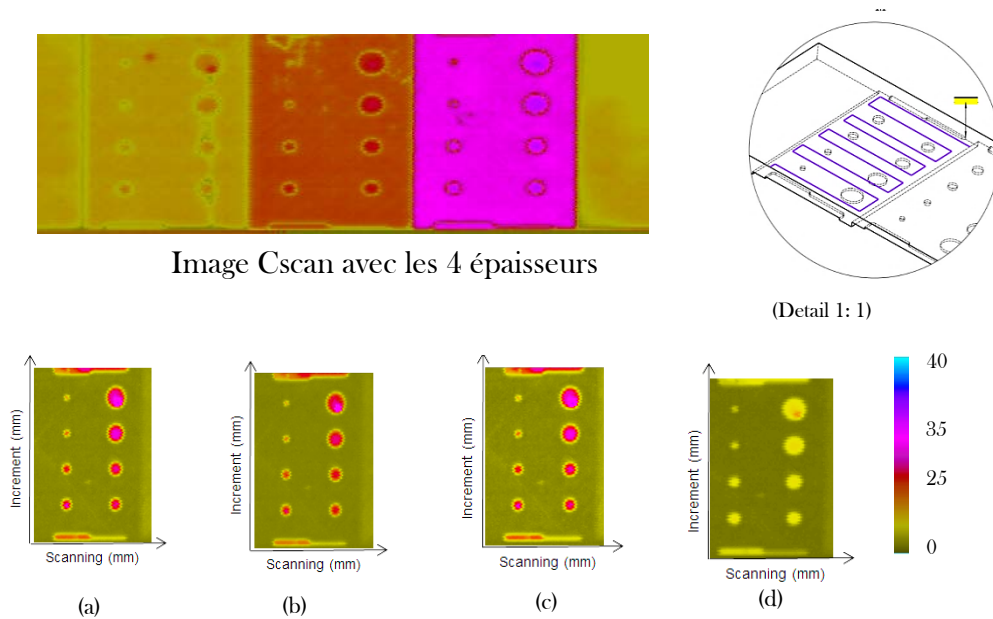 Image Cscan avec les 4 épaisseurs
(Detail 1: 1)
Increment (mm)
Scanning (mm)
(a)
Increment (mm)
Scanning (mm)
(b)
Increment (mm)
Scanning (mm)
(c)
Increment (mm)
Scanning (mm)
(d)
40
35
25
0